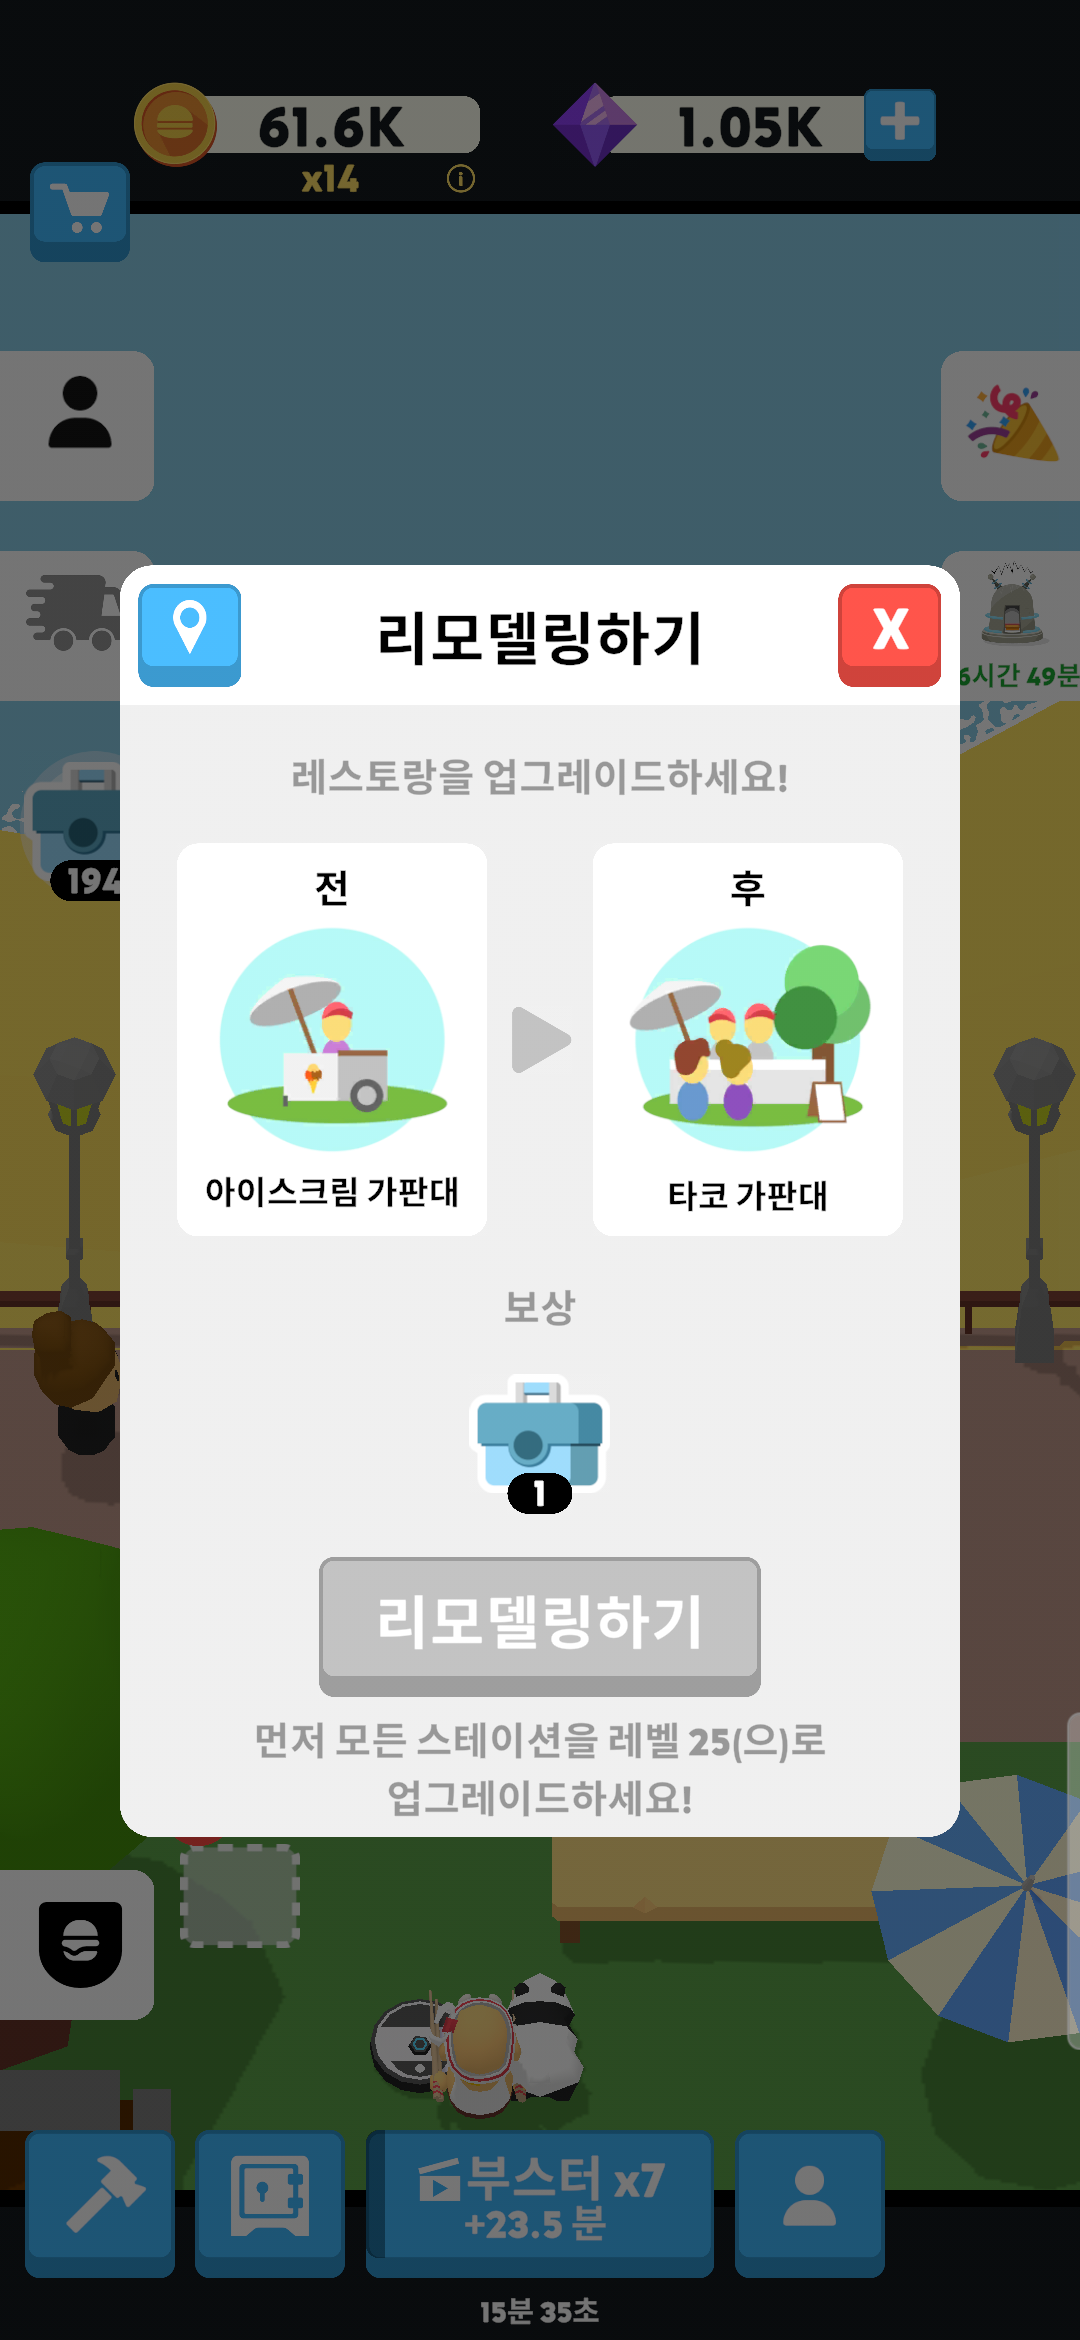 61.6K
1.05K
x14
리모델링하기
X
6시간 49분
레스토랑을 업그레이드하세요!
194
전
후
아이스크림 가판대
타코 가판대
보상
1
리모델링하기
먼저 모든 스테이션을 레벨 25(으)로
업그레이드하세요!
부스터 x7
+23.5 분
15분 35초